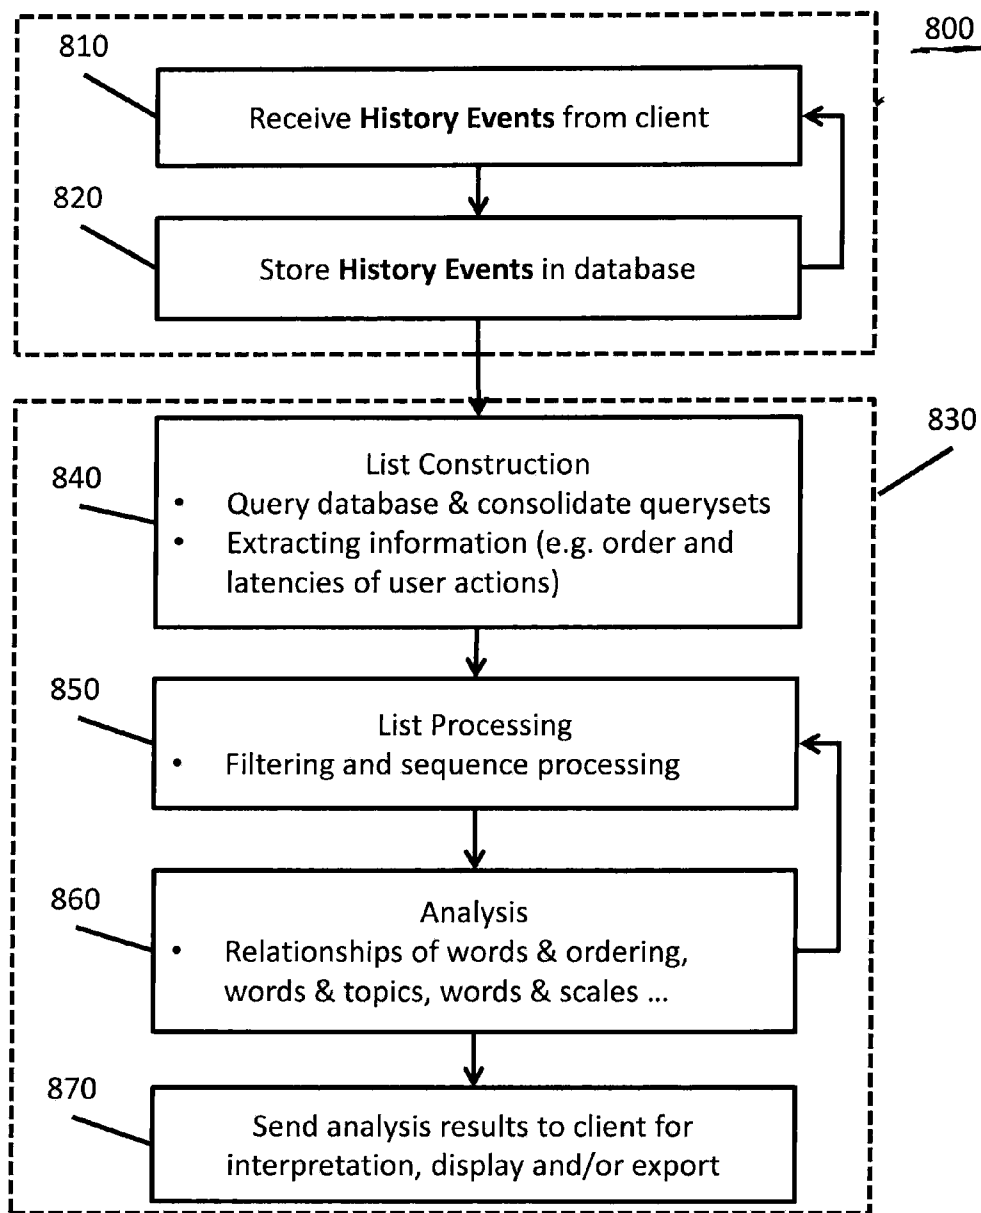 800
810
Receive History Events from client
820
Store History Events in database
830
840
List Construction
• Query database & consolidate querysets
• Extracting information (e.g. order and
latencies of user actions)
850
List Processing
• Filtering and sequence processing
860
Analysis
• Relationships of words & ordering,
words & topics, words & scales ...
870
Send analysis results to client for
interpretation, display and/or export